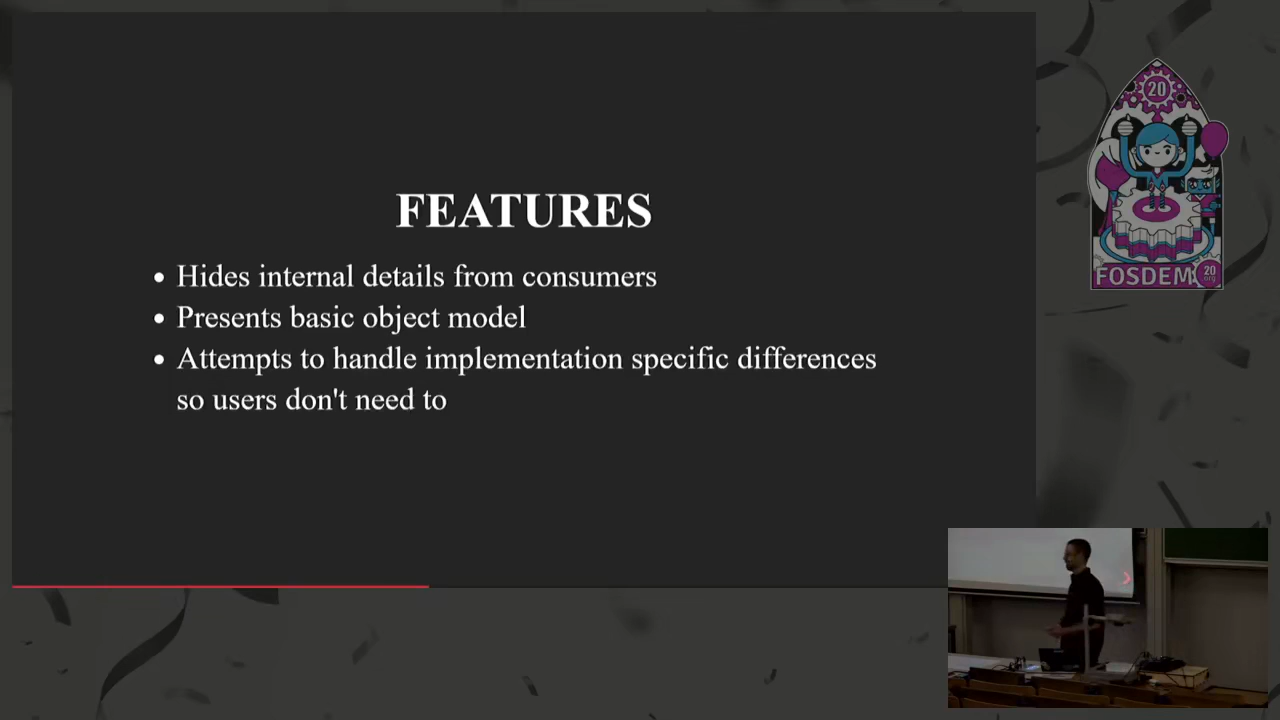 FEATURES
• Hides internal details from consumers
• Presents basic object model
• Attempts to handle implementation specific differences
so users don't need to
20
FOSDEM
20
org